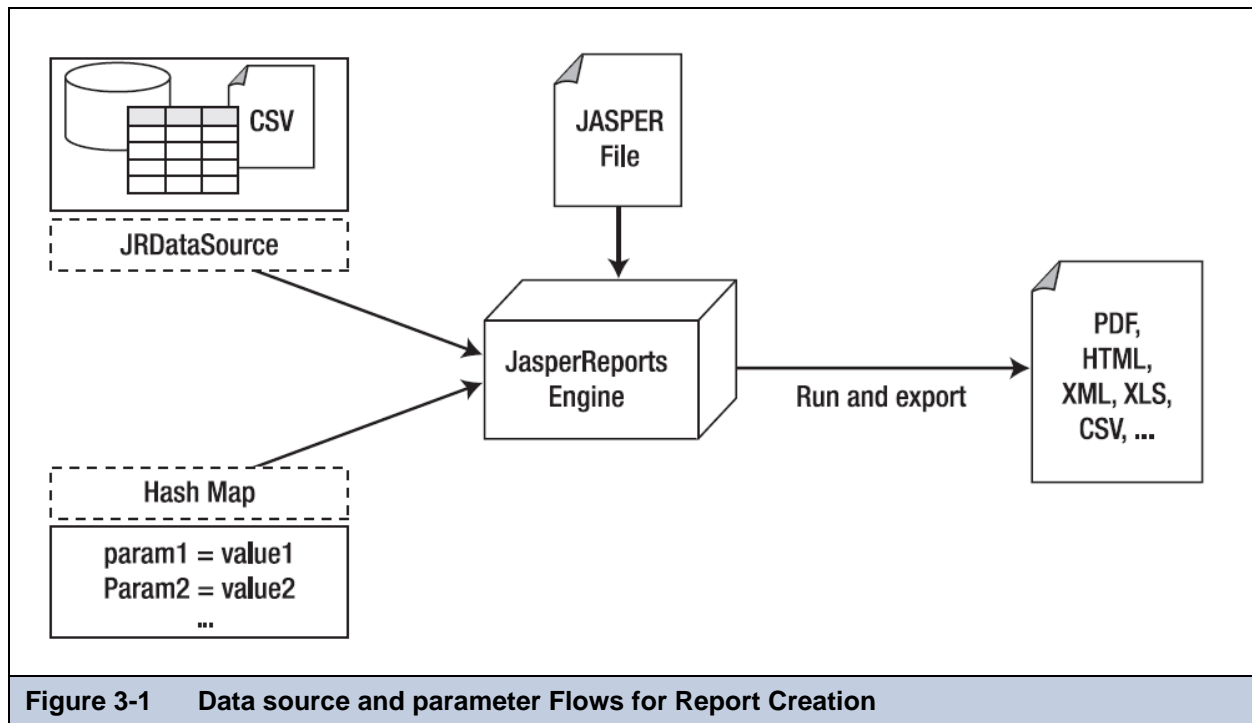 CSV
JRDataSource
JASPER
File
JasperReports
Engine
Run and export
PDF,
HTML,
XML, XLS,
CSV, ...
Hash Map
param1 = value1
Param2 = value2
...
Figure 3-1 Data source and parameter Flows for Report Creation